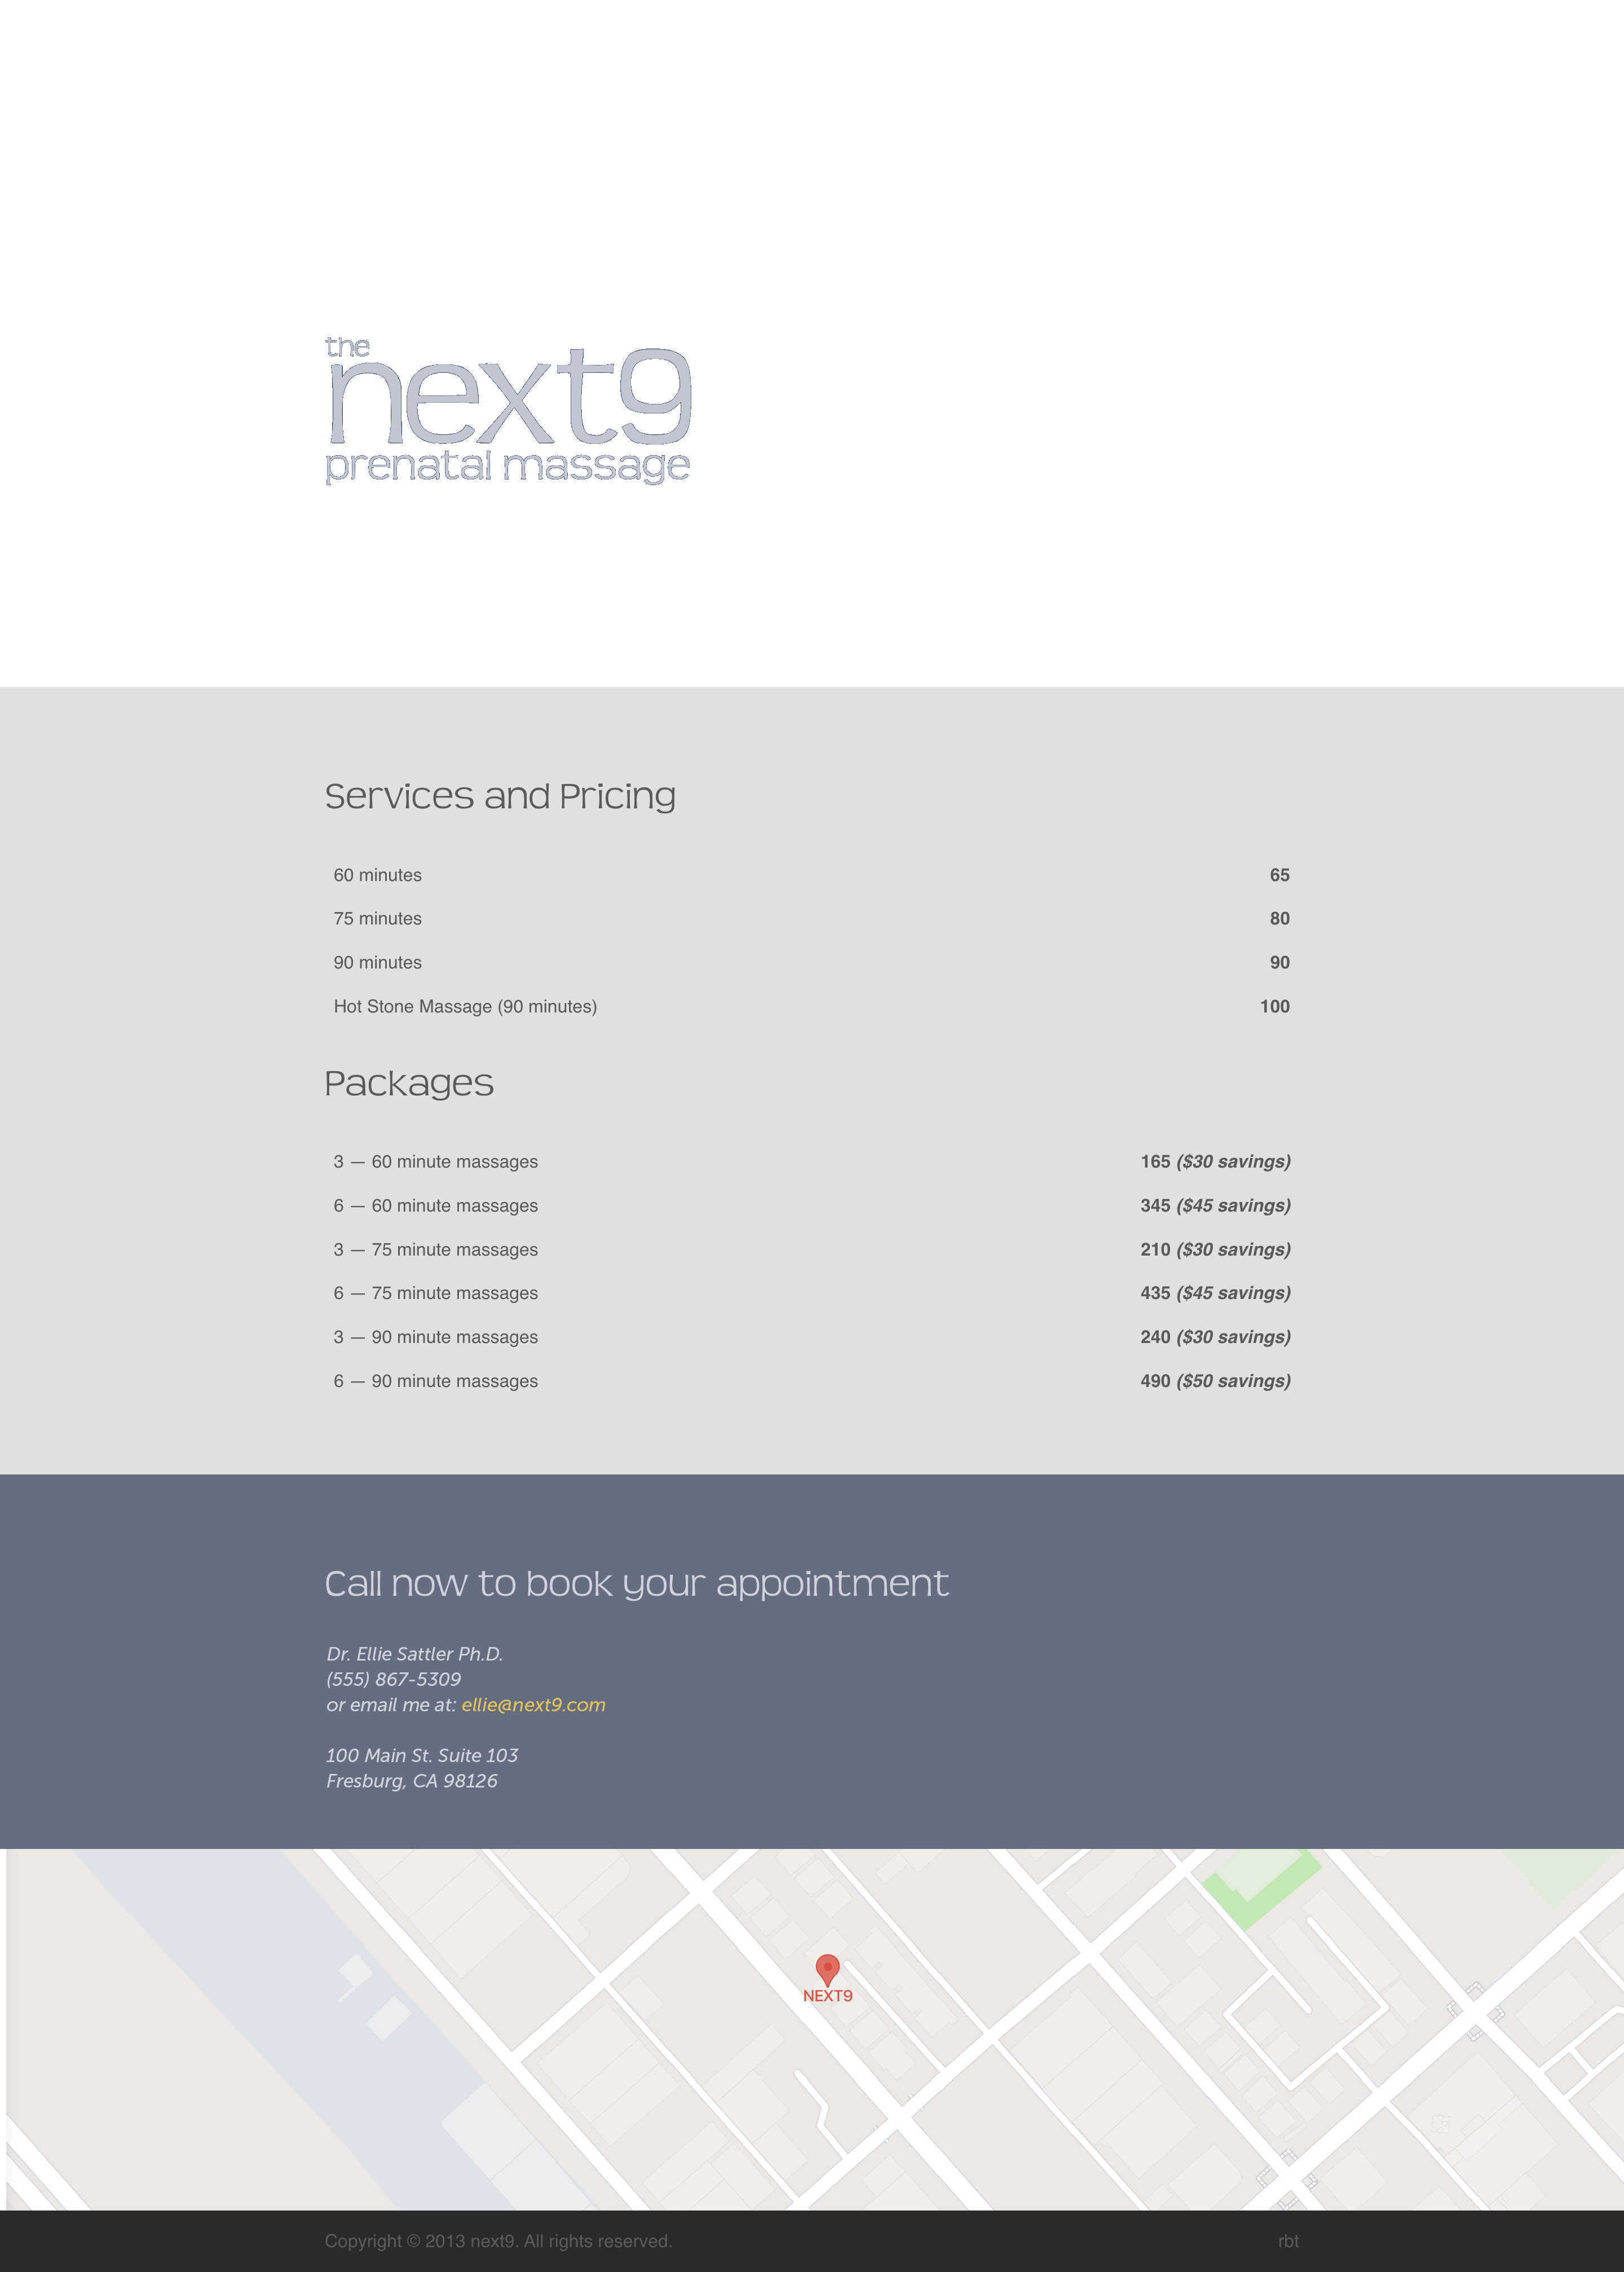 the
next9
prenatal massage
Services and Pricing
60 minutes 65
75 minutes 80
90 minutes 90
Hot Stone Massage (90 minutes) 100
Packages
3 — 60 minute massages 165 ($30 savings)
6 — 60 minute massages 345 ($45 savings)
3 — 75 minute massages 210 ($30 savings)
6 — 75 minute massages 435 ($45 savings)
3 — 90 minute massages 240 ($30 savings)
6 — 90 minute massages 490 ($50 savings)
Call now to book your appointment
Dr. Ellie Sattler Ph.D.
(555) 867-5309
or email me at: ellie@next9.com
100 Main St. Suite 103
Fresburg, CA 98126
NEXT9
Copyright © 2013 next9. All rights reserved. rbt